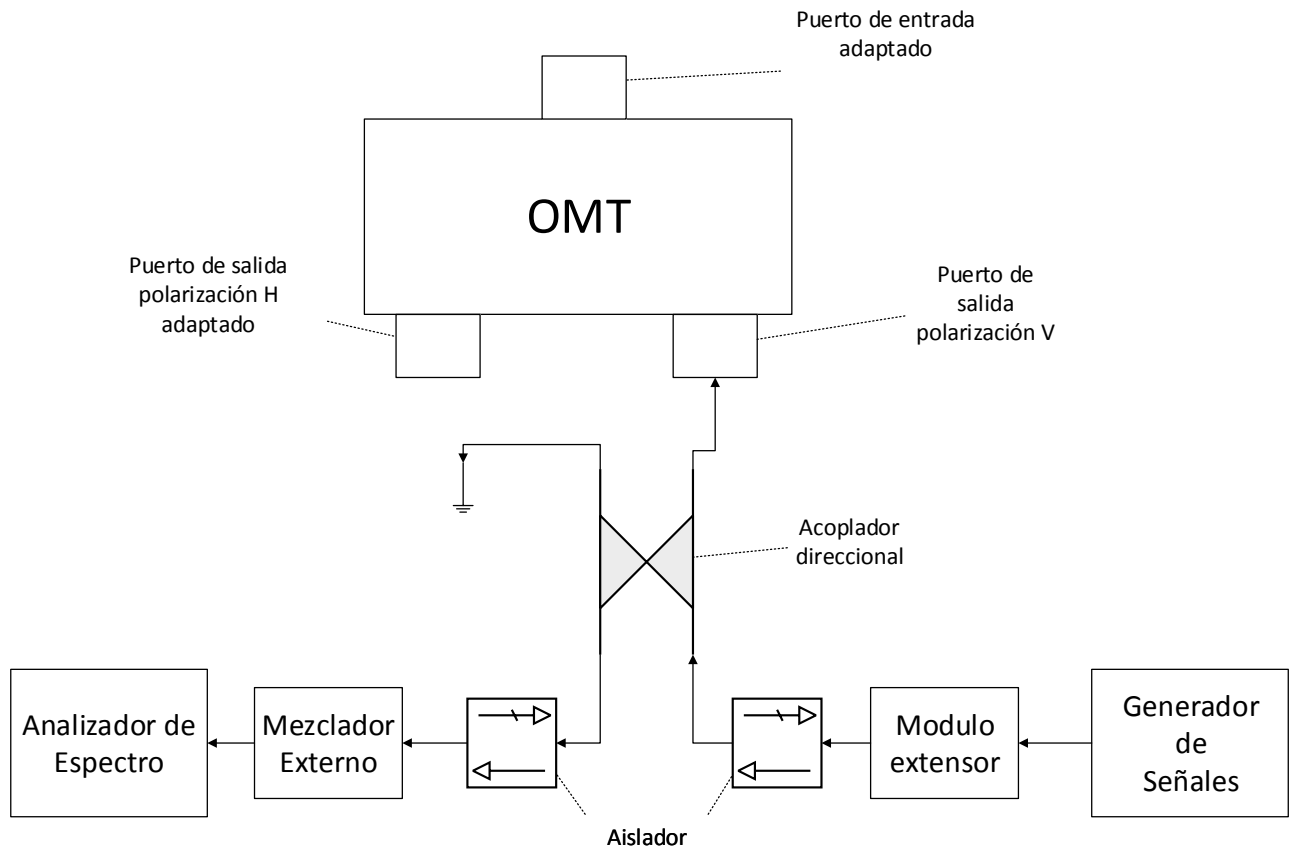 Puerto de entrada
adaptado
OMT
Puerto de salida
polarización H
adaptado
Puerto de
salida
polarización V
Acoplador
direccional
Analizador de
Espectro
Mezclador
Externo
Modulo
extensor
Generador
de
Señales
Aislador